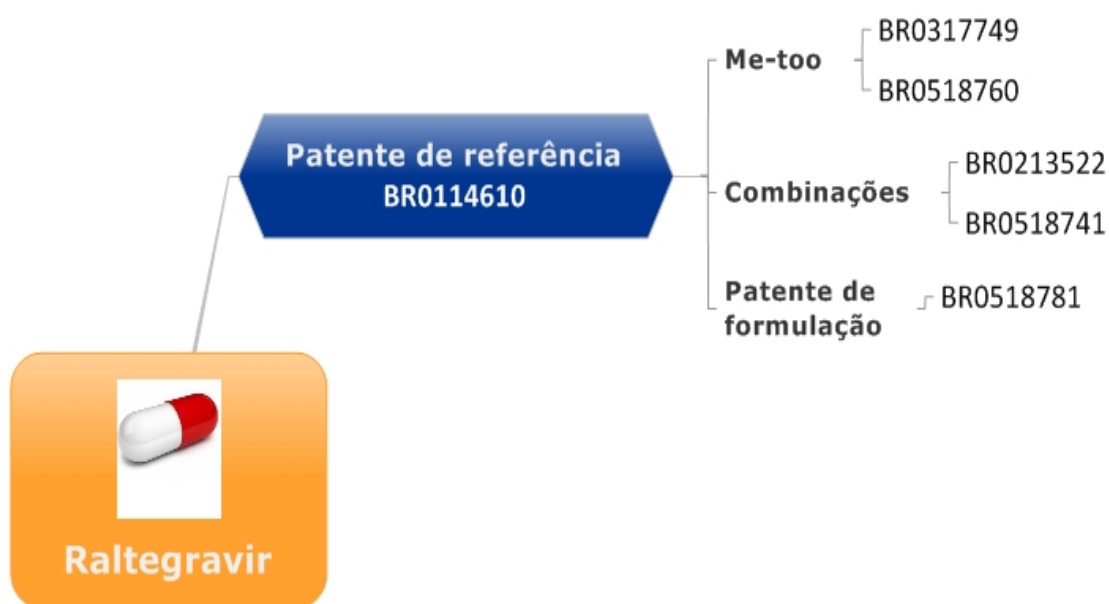 Patente de referência
BR0114610
Me-too
BR0317749
BR0518760
Combinações
BR0213522
BR0518741
Patente de
formulação
BR0518781
Raltegravir